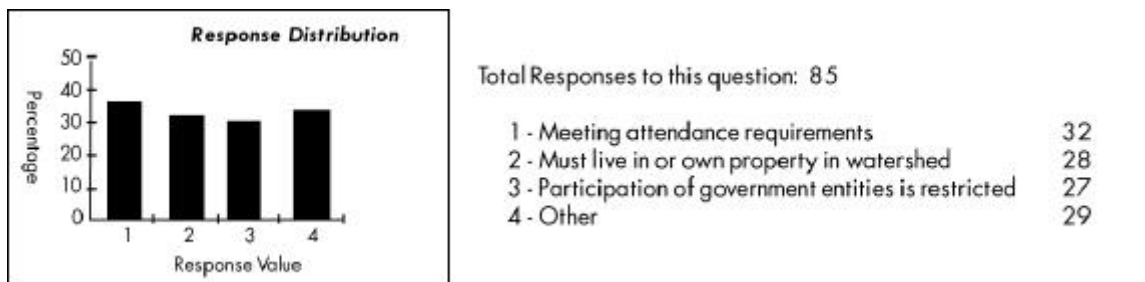 Response Distribution
50
40
30
20
10
0
Percentage
1 2 3 4
Response Value
Total Responses to this question: 85
1 - Meeting attendance requirements 32
2 - Must live in or own property in watershed 28
3 - Participation of government entities is restricted 27
4 - Other 29